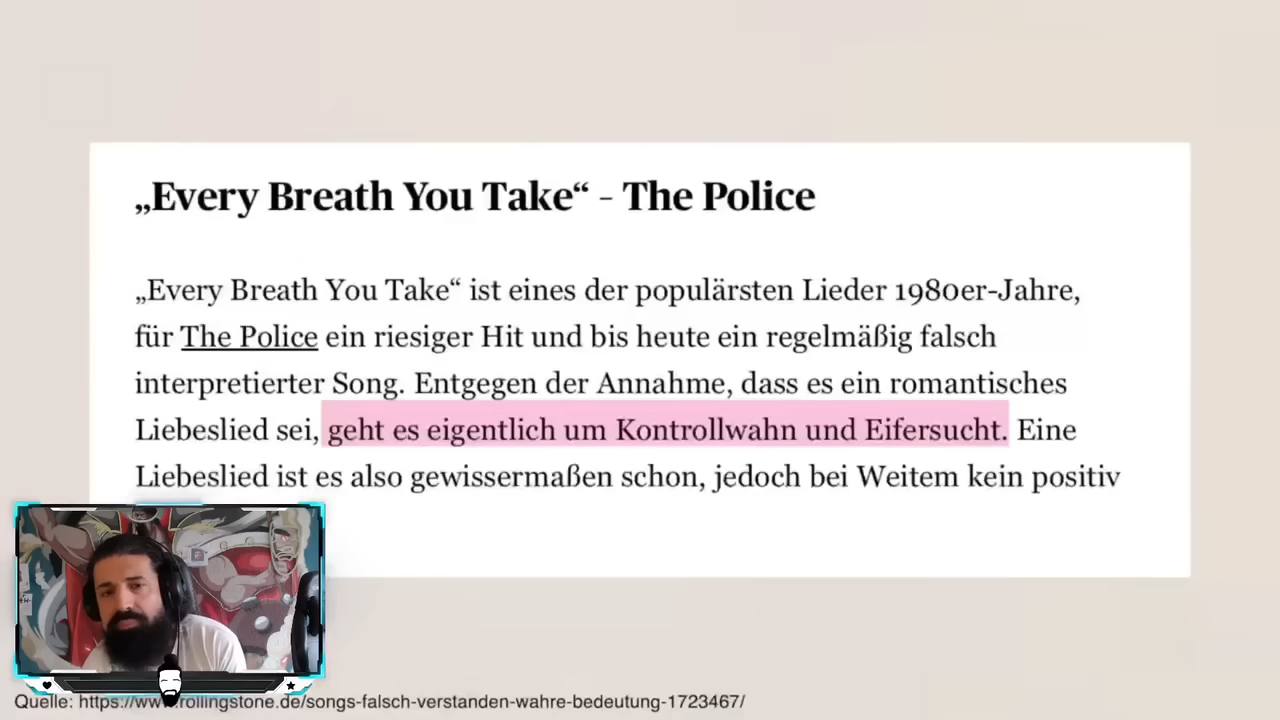 „Every Breath You Take“ – The Police
„Every Breath You Take“ ist eines der populärsten Lieder 1980er-Jahre,
für The Police ein riesiger Hit und bis heute ein regelmäßig falsch
interpretierter Song. Entgegen der Annahme, dass es ein romantisches
Liebeslied sei, geht es eigentlich um Kontrollwahn und Eifersucht. Eine
Liebeslied ist es also gewissermaßen schon, jedoch bei Weitem kein positiv
Quelle: https://www.rollingstone.de/songs-falsch-verstanden-wahre-bedeutung-1723467/